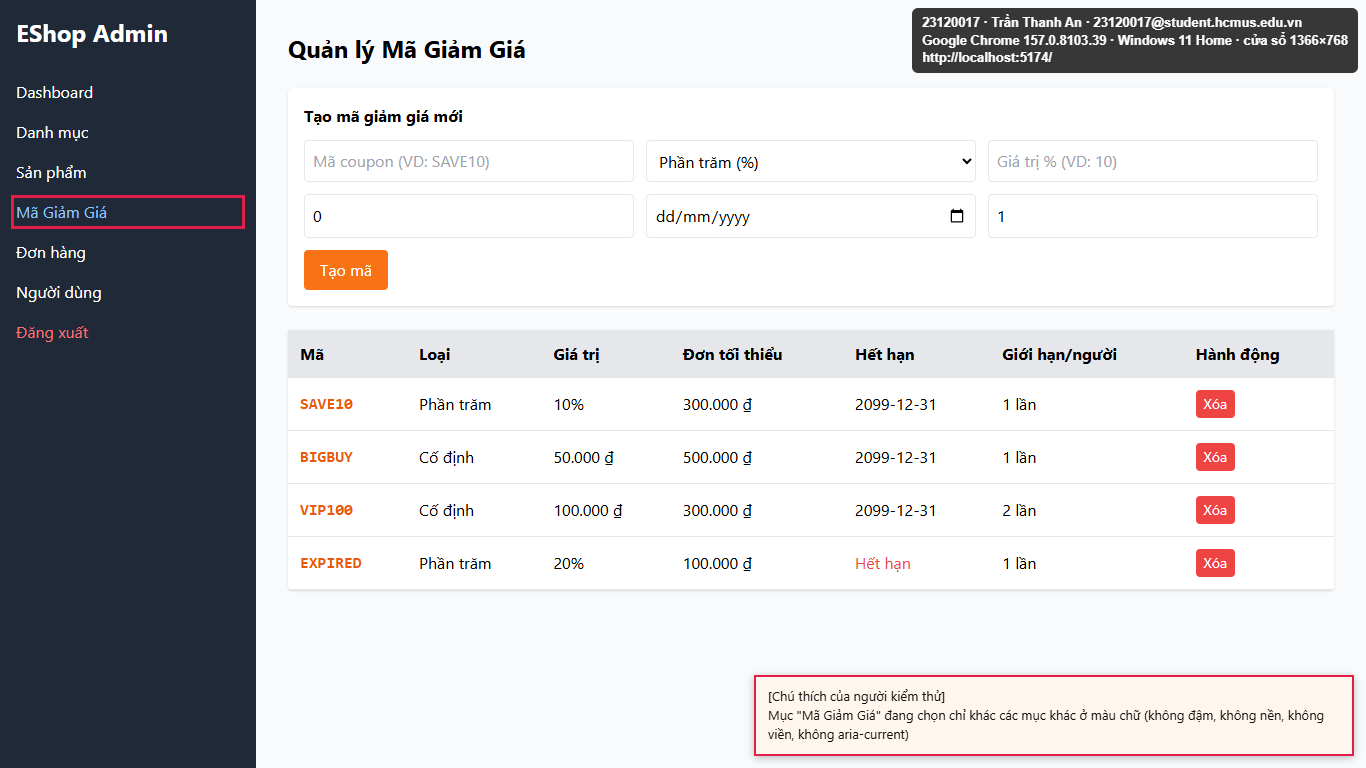 EShop Admin
Dashboard
Danh mục
Sản phẩm
Mã Giảm Giá
Đơn hàng
Người dùng
Đăng xuất
23120017 · Trần Thanh An · 23120017@student.hcmus.edu.vn
Google Chrome 157.0.8103.39 · Windows 11 Home · cửa sổ 1366×768
http://localhost:5174/
Quản lý Mã Giảm Giá
Tạo mã giảm giá mới
Mã coupon (VD: SAVE10) Phần trăm (%) Giá trị % (VD: 10)
0 dd/mm/yyyy 1
Tạo mã
Mã Loại Giá trị Đơn tối thiểu Hết hạn Giới hạn/người Hành động
SAVE10 Phần trăm 10% 300.000 ₫ 2099-12-31 1 lần Xóa
BIGBUY Cố định 50.000 ₫ 500.000 ₫ 2099-12-31 1 lần Xóa
VIP100 Cố định 100.000 ₫ 300.000 ₫ 2099-12-31 2 lần Xóa
EXPIRED Phần trăm 20% 100.000 ₫ Hết hạn 1 lần Xóa
[Chú thích của người kiểm thử]
Mục "Mã Giảm Giá" đang chọn chỉ khác các mục khác ở màu chữ (không đậm, không nền, không
viền, không aria-current)